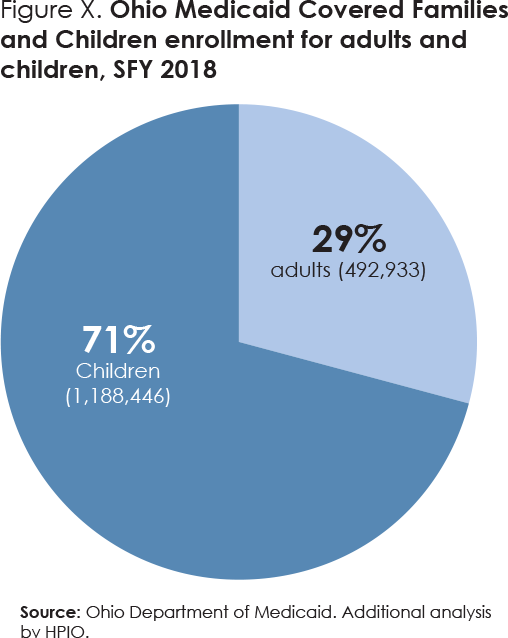 Figure X. Ohio Medicaid Covered Families
and Children enrollment for adults and
children, SFY 2018
29%
adults (492,933)
71%
Children
(1,188,446)
Source: Ohio Department of Medicaid. Additional analysis
by HPIO.